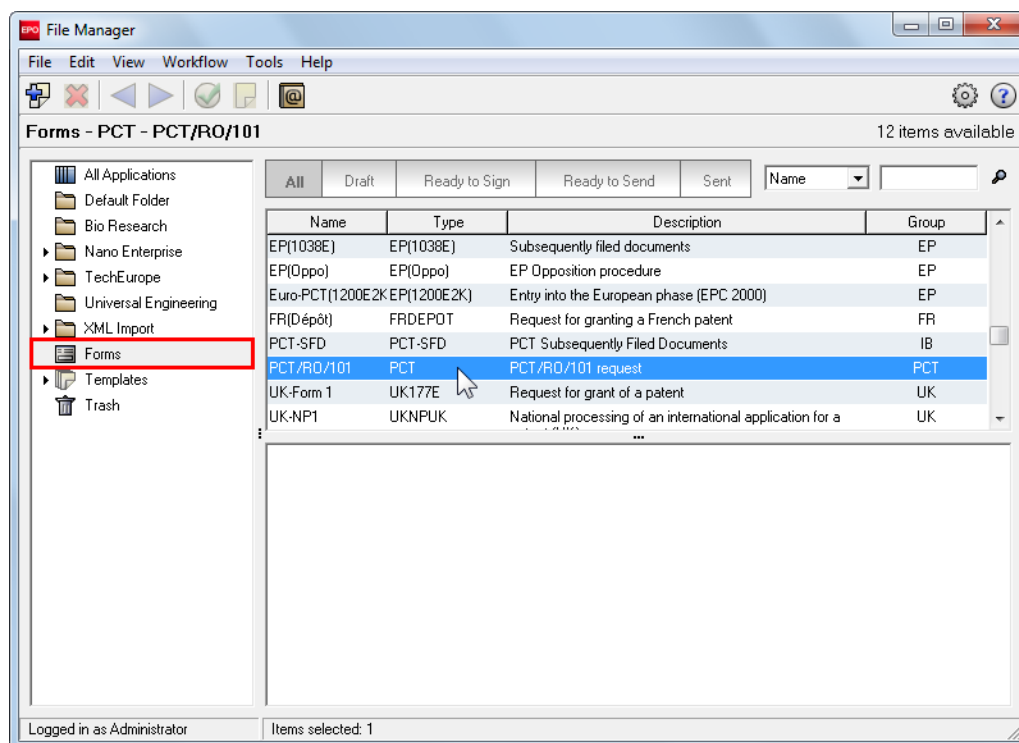 EPO File Manager
File Edit View Workflow Tools Help
Forms - PCT - PCT/RO/101 12 items available
All Applications
Default Folder
Bio Research
Nano Enterprise
TechEurope
Universal Engineering
XML Import
Forms
Templates
Trash
All Draft Ready to Sign Ready to Send Sent Name
Name Type Description Group
EP(1038E) EP(1038E) Subsequently filed documents EP
EP(Oppo) EP(Oppo) EP Opposition procedure EP
Euro-PCT(1200E2K EP(1200E2K) Entry into the European phase (EPC 2000) EP
FR(Dépôt) FRDEPOT Request for granting a French patent FR
PCT-SFD PCT-SFD PCT Subsequently Filed Documents IB
PCT/RO/101 PCT PCT/RO/101 request PCT
UK-Form 1 UK177E Request for grant of a patent UK
UK-NP1 UKNPUK National processing of an international application for a UK
Logged in as Administrator Items selected: 1